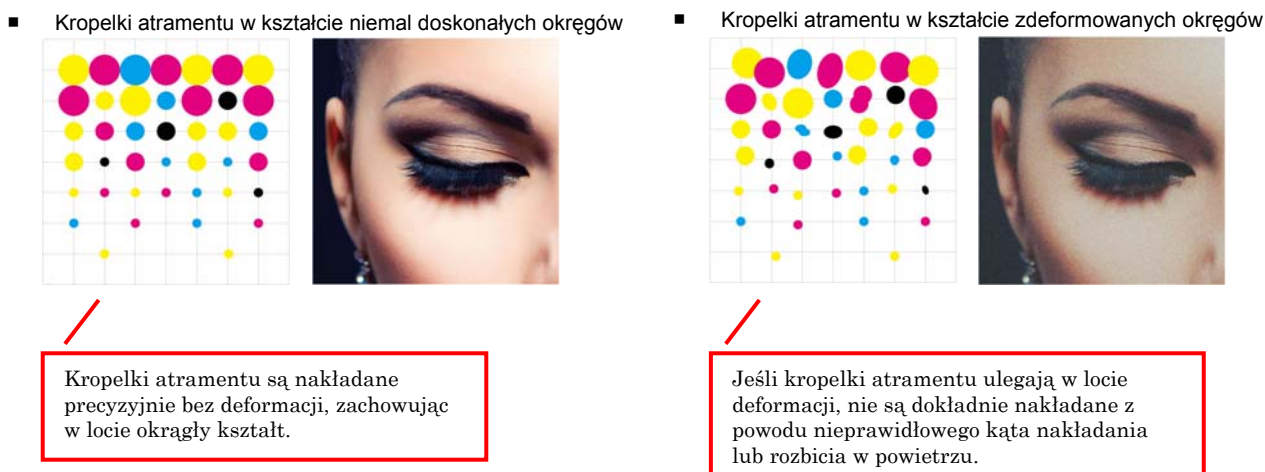 ▪ Kropelki atramentu w kształcie niemal doskonałych okręgów
Kropelki atramentu są nakładane
precyzyjnie bez deformacji, zachowując
w locie okrągły kształt.
▪ Kropelki atramentu w kształcie zdeformowanych okręgów
Jeśli kropelki atramentu ulegają w locie
deformacji, nie są dokładnie nakładane z
powodu nieprawidłowego kąta nakładania
lub rozbicia w powietrzu.